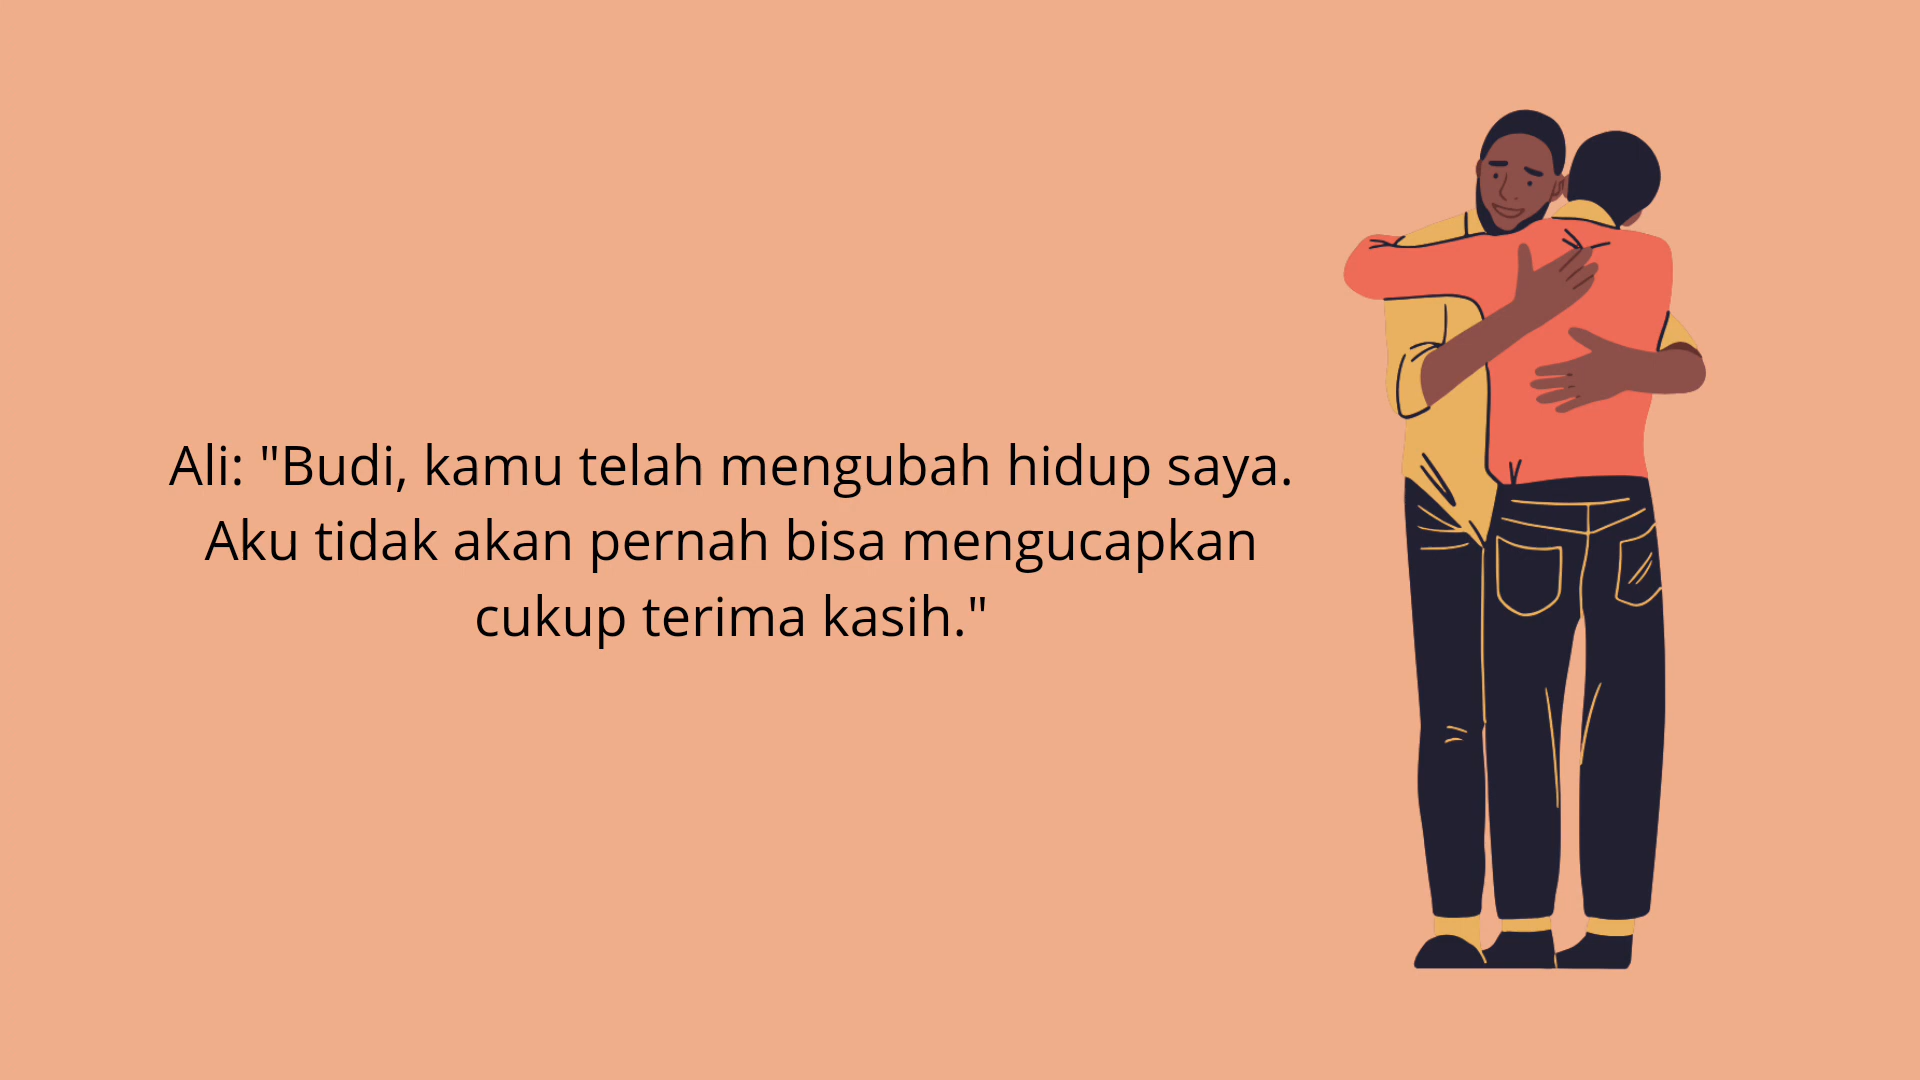 Ali: "Budi, kamu telah mengubah hidup saya.
Aku tidak akan pernah bisa mengucapkan
cukup terima kasih."